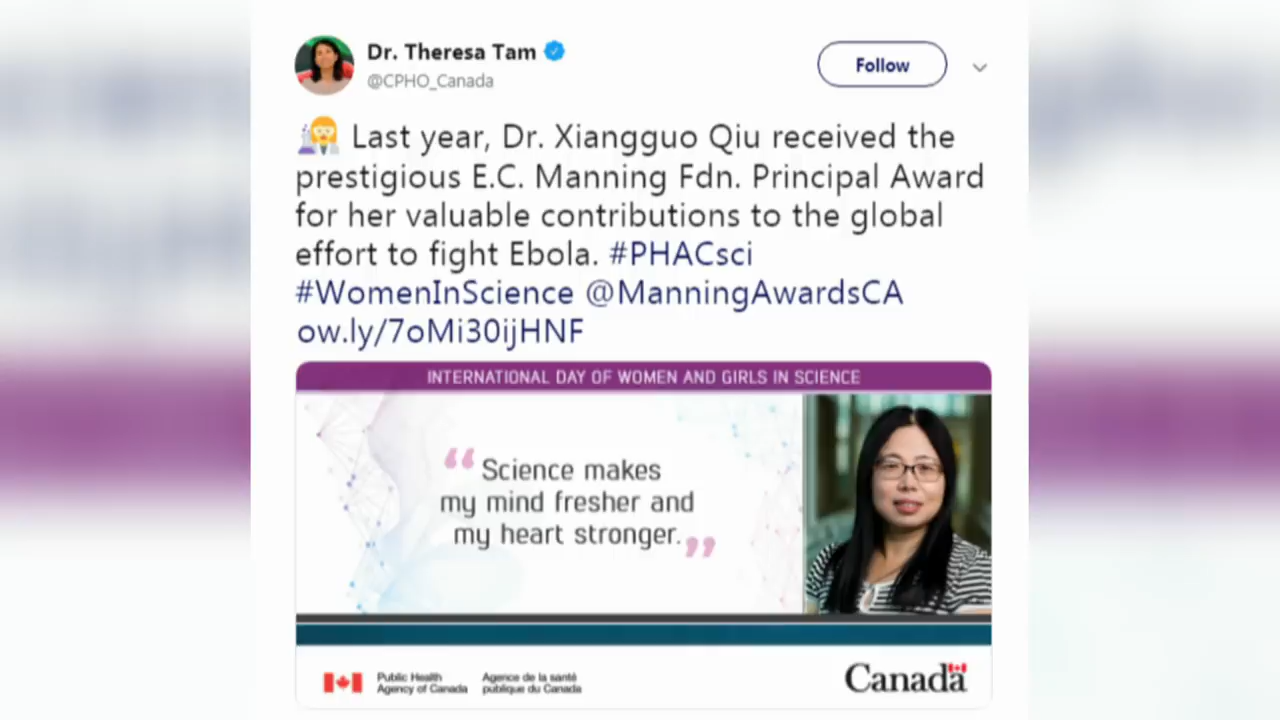 Dr. Theresa Tam
Follow
@CPHO_Canada
Last year, Dr. Xiangguo Qiu received the
prestigious E.C. Manning Fdn. Principal Award
for her valuable contributions to the global
effort to fight Ebola. #PHACsci
#WomenInScience @ManningAwardsCA
ow.ly/7oMi30ijHNF
INTERNATIONAL DAY OF WOMEN AND GIRLS IN SCIENCE
“Science makes
my mind fresher and
my heart stronger.”
Public Health
Agency of Canada
Agence de la santé
publique du Canada
Canada